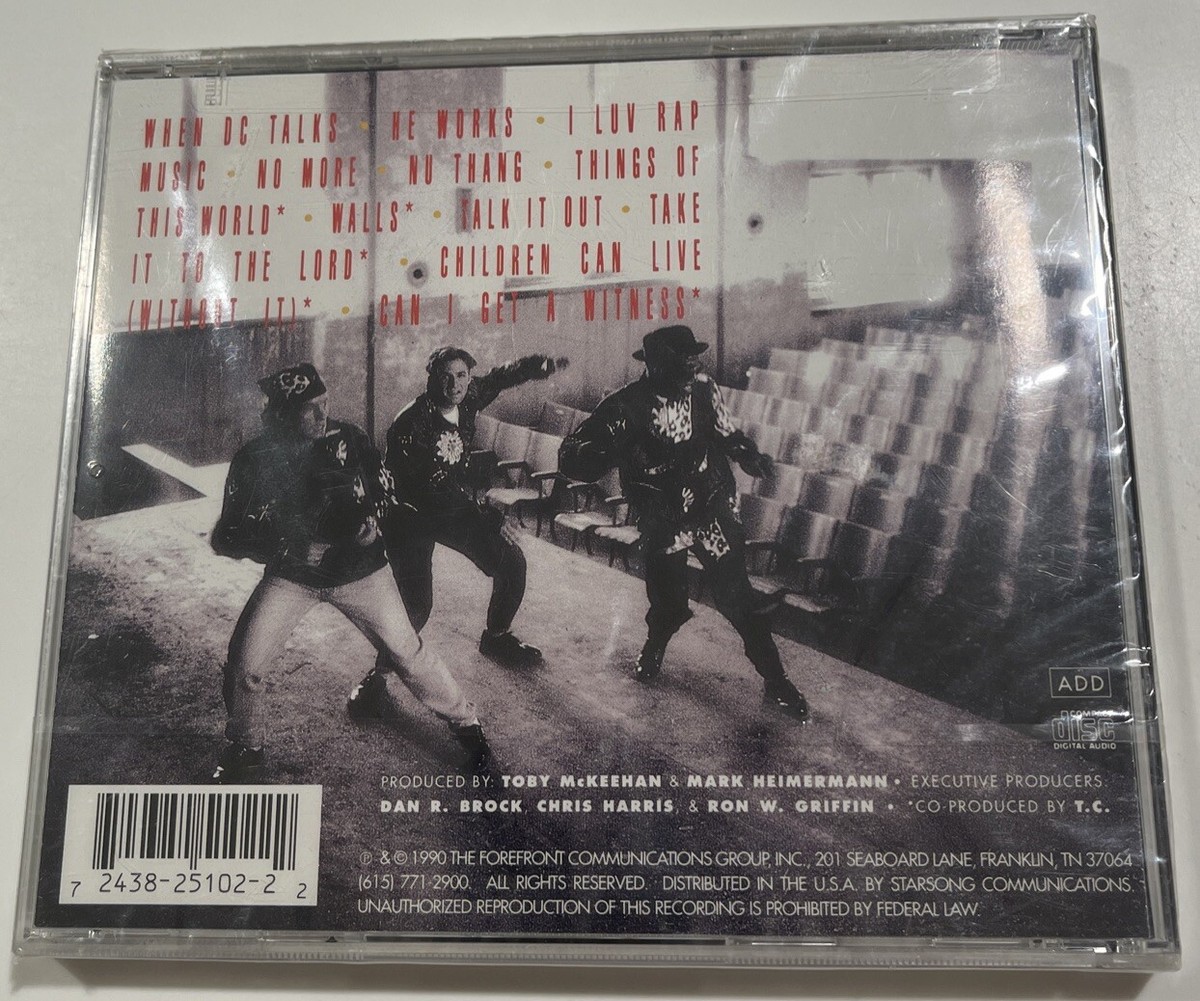 WHEN DC TALKS • HE WORKS • I LUV RAP
MUSIC • NO MORE • NU THANG • THINGS OF
THIS WORLD* • WALLS* • TALK IT OUT • TAKE
IT TO THE LORD* • CHILDREN CAN LIVE
(WITHOUT IT)* • CAN I GET A WITNESS*
ADD
COMPACT
disc
DIGITAL AUDIO
PRODUCED BY: TOBY McKEEHAN & MARK HEIMERMANN • EXECUTIVE PRODUCERS:
DAN R. BROCK, CHRIS HARRIS, & RON W. GRIFFIN • *CO-PRODUCED BY T.C.
℗ & © 1990 THE FOREFRONT COMMUNICATIONS GROUP, INC., 201 SEABOARD LANE, FRANKLIN, TN 37064
(615) 771-2900. ALL RIGHTS RESERVED. DISTRIBUTED IN THE U.S.A. BY STARSONG COMMUNICATIONS.
UNAUTHORIZED REPRODUCTION OF THIS RECORDING IS PROHIBITED BY FEDERAL LAW.
7 2438-25102-2 2